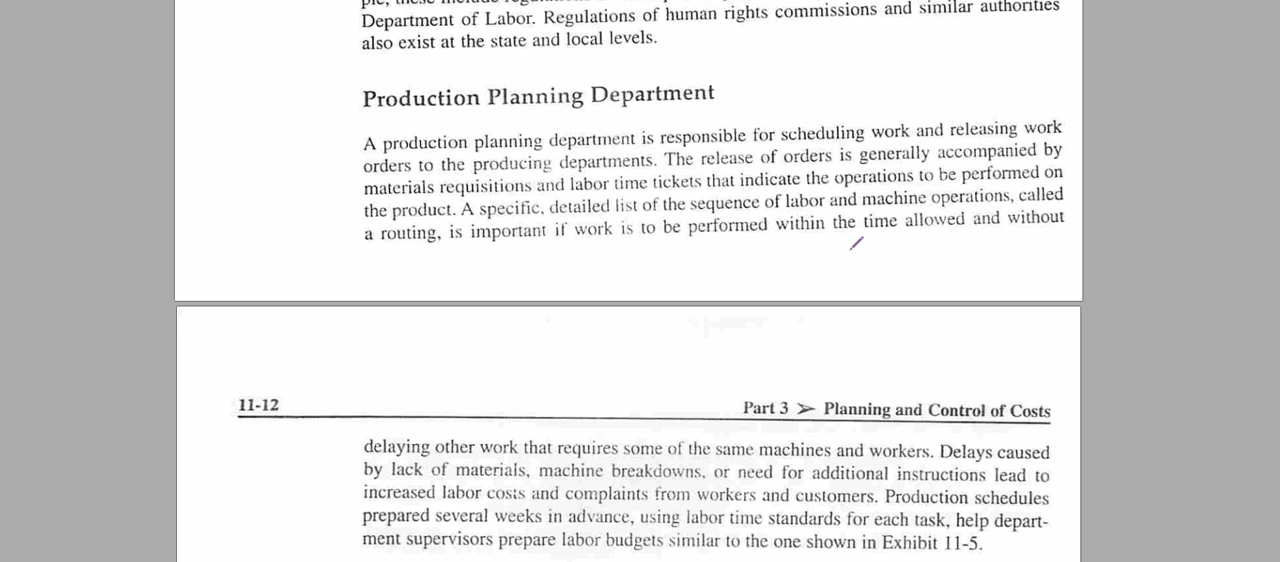 Department of Labor. Regulations of human rights commissions and similar authorities
also exist at the state and local levels.
Production Planning Department
A production planning department is responsible for scheduling work and releasing work
orders to the producing departments. The release of orders is generally accompanied by
materials requisitions and labor time tickets that indicate the operations to be performed on
the product. A specific, detailed list of the sequence of labor and machine operations, called
a routing, is important if work is to be performed within the time allowed and without
11-12
Part 3 ➢ Planning and Control of Costs
delaying other work that requires some of the same machines and workers. Delays caused
by lack of materials, machine breakdowns, or need for additional instructions lead to
increased labor costs and complaints from workers and customers. Production schedules
prepared several weeks in advance, using labor time standards for each task, help depart-
ment supervisors prepare labor budgets similar to the one shown in Exhibit 11-5.